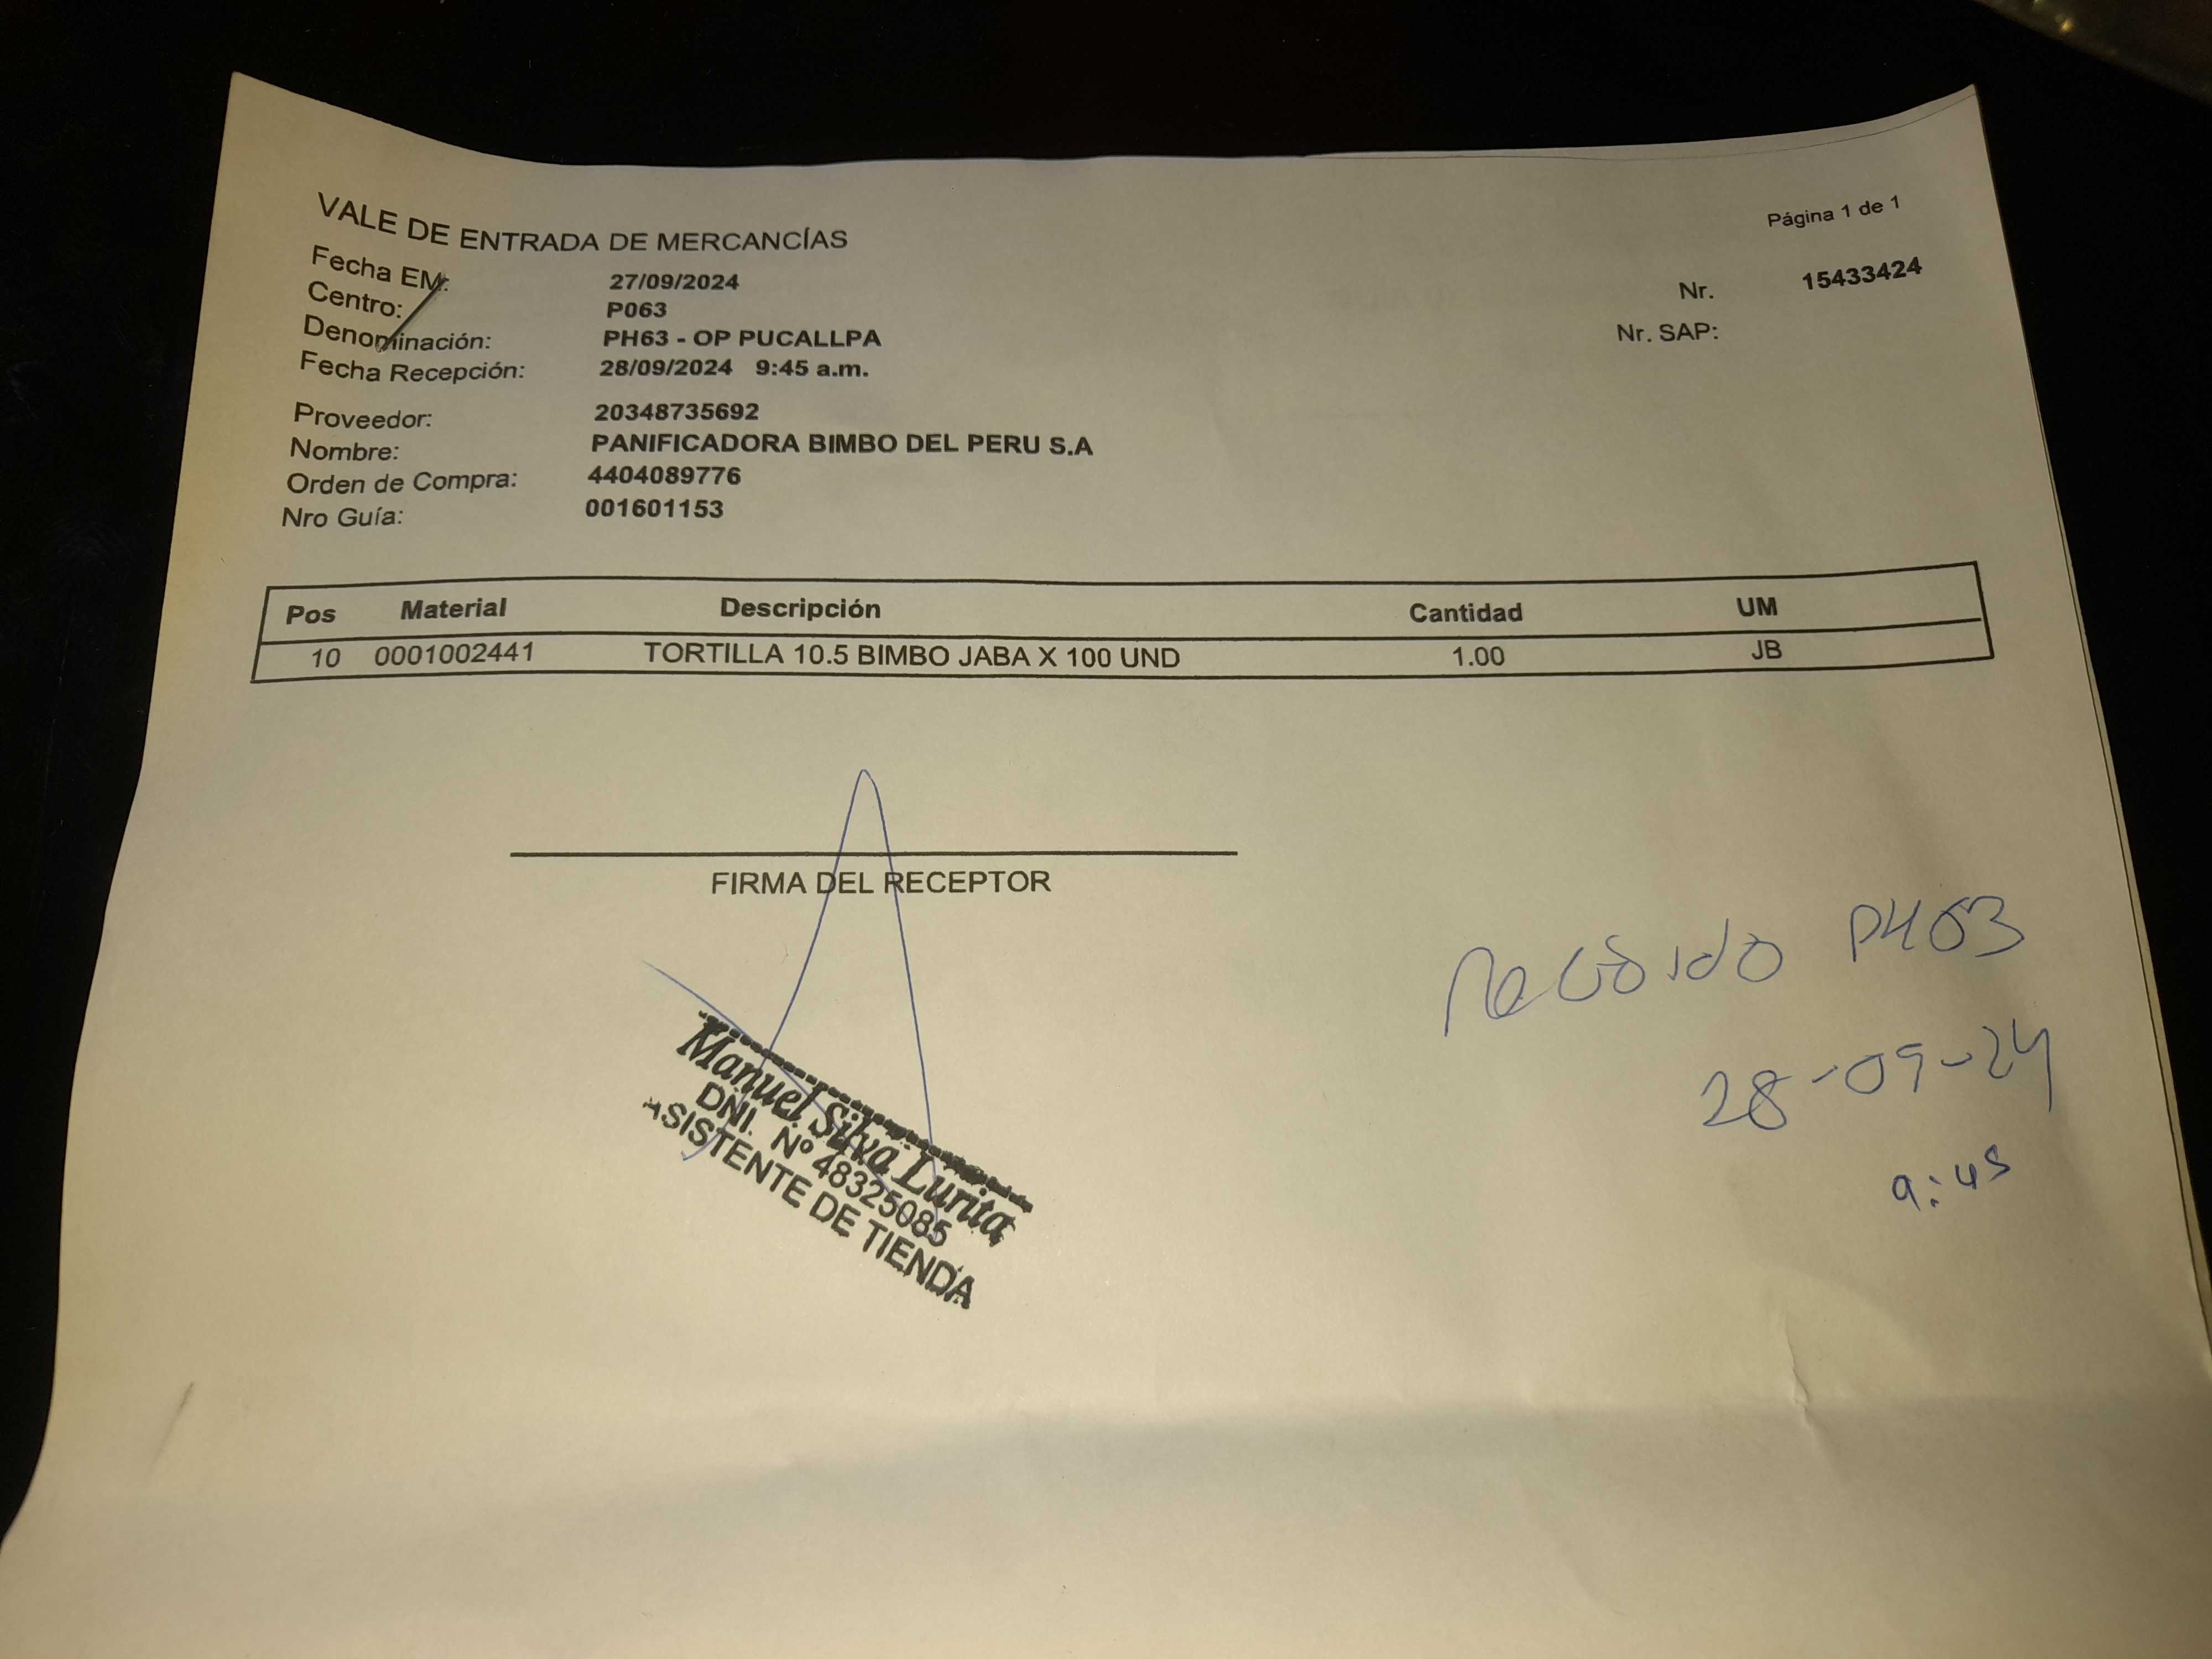 VALE DE ENTRADA DE MERCANCÍAS
Página 1 de 1
Fecha EM: 27/09/2024
Nr. 15433424
Centro: P063
Denominación: PH63 - OP PUCALLPA
Nr. SAP:
Fecha Recepción: 28/09/2024 9:45 a.m.
Proveedor: 20348735692
Nombre: PANIFICADORA BIMBO DEL PERU S.A
Orden de Compra: 4404089776
Nro Guía: 001601153
Pos Material Descripción Cantidad UM
10 0001002441 TORTILLA 10.5 BIMBO JABA X 100 UND 1.00 JB
FIRMA DEL RECEPTOR
Recibido PH63
28-09-24
9:45
Manuel Silva Lurita
DNI. Nº 48325085
ASISTENTE DE TIENDA